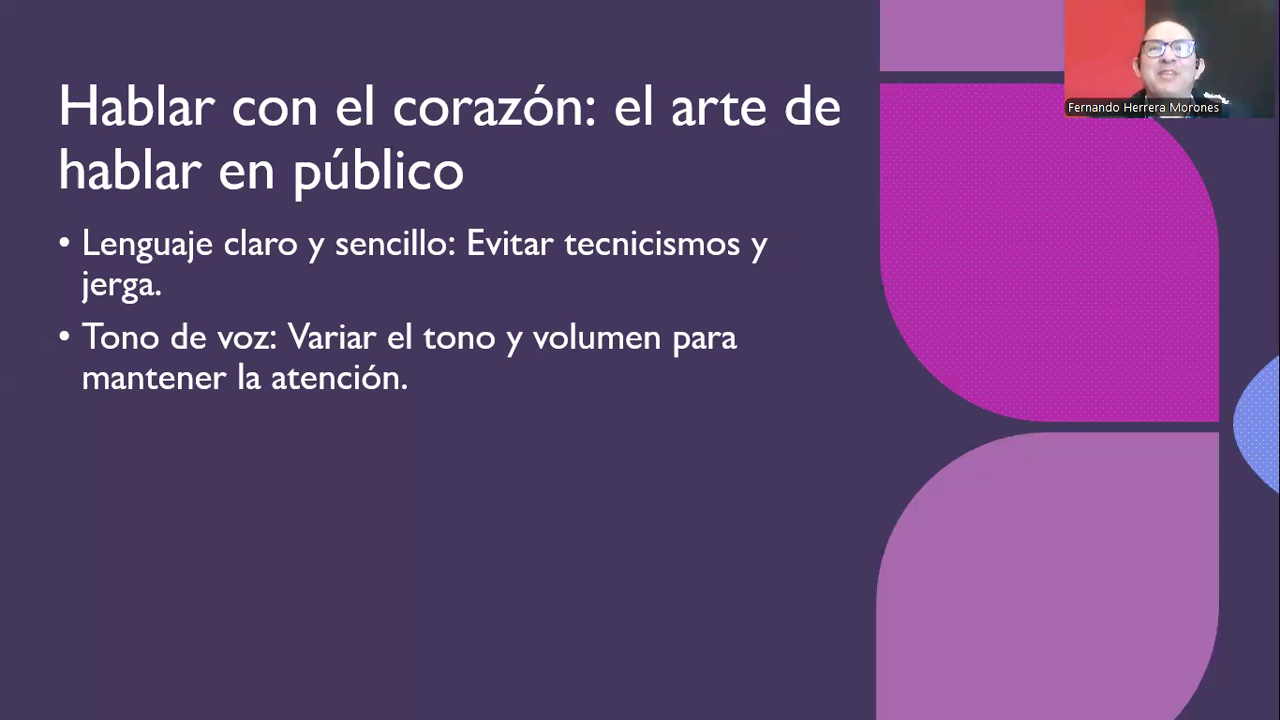 Hablar con el corazón: el arte de
hablar en público
• Lenguaje claro y sencillo: Evitar tecnicismos y
jerga.
• Tono de voz: Variar el tono y volumen para
mantener la atención.
Fernando Herrera Morones